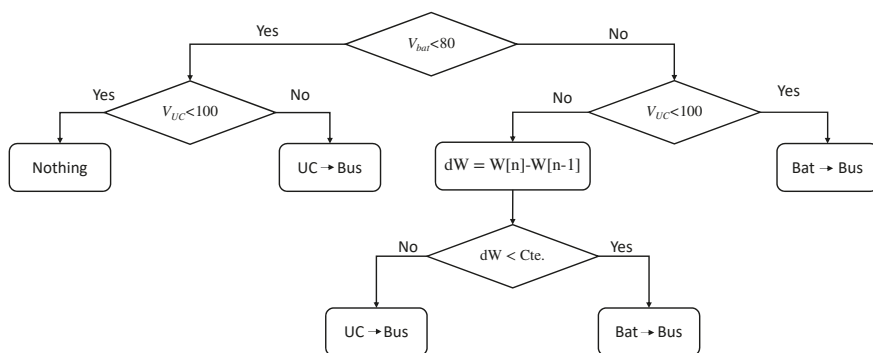 Yes
V_bat<80
No
Yes
V_UC<100
No
No
V_UC<100
Yes
Nothing
UC → Bus
dW = W[n]-W[n-1]
Bat → Bus
No
dW < Cte.
Yes
UC → Bus
Bat → Bus